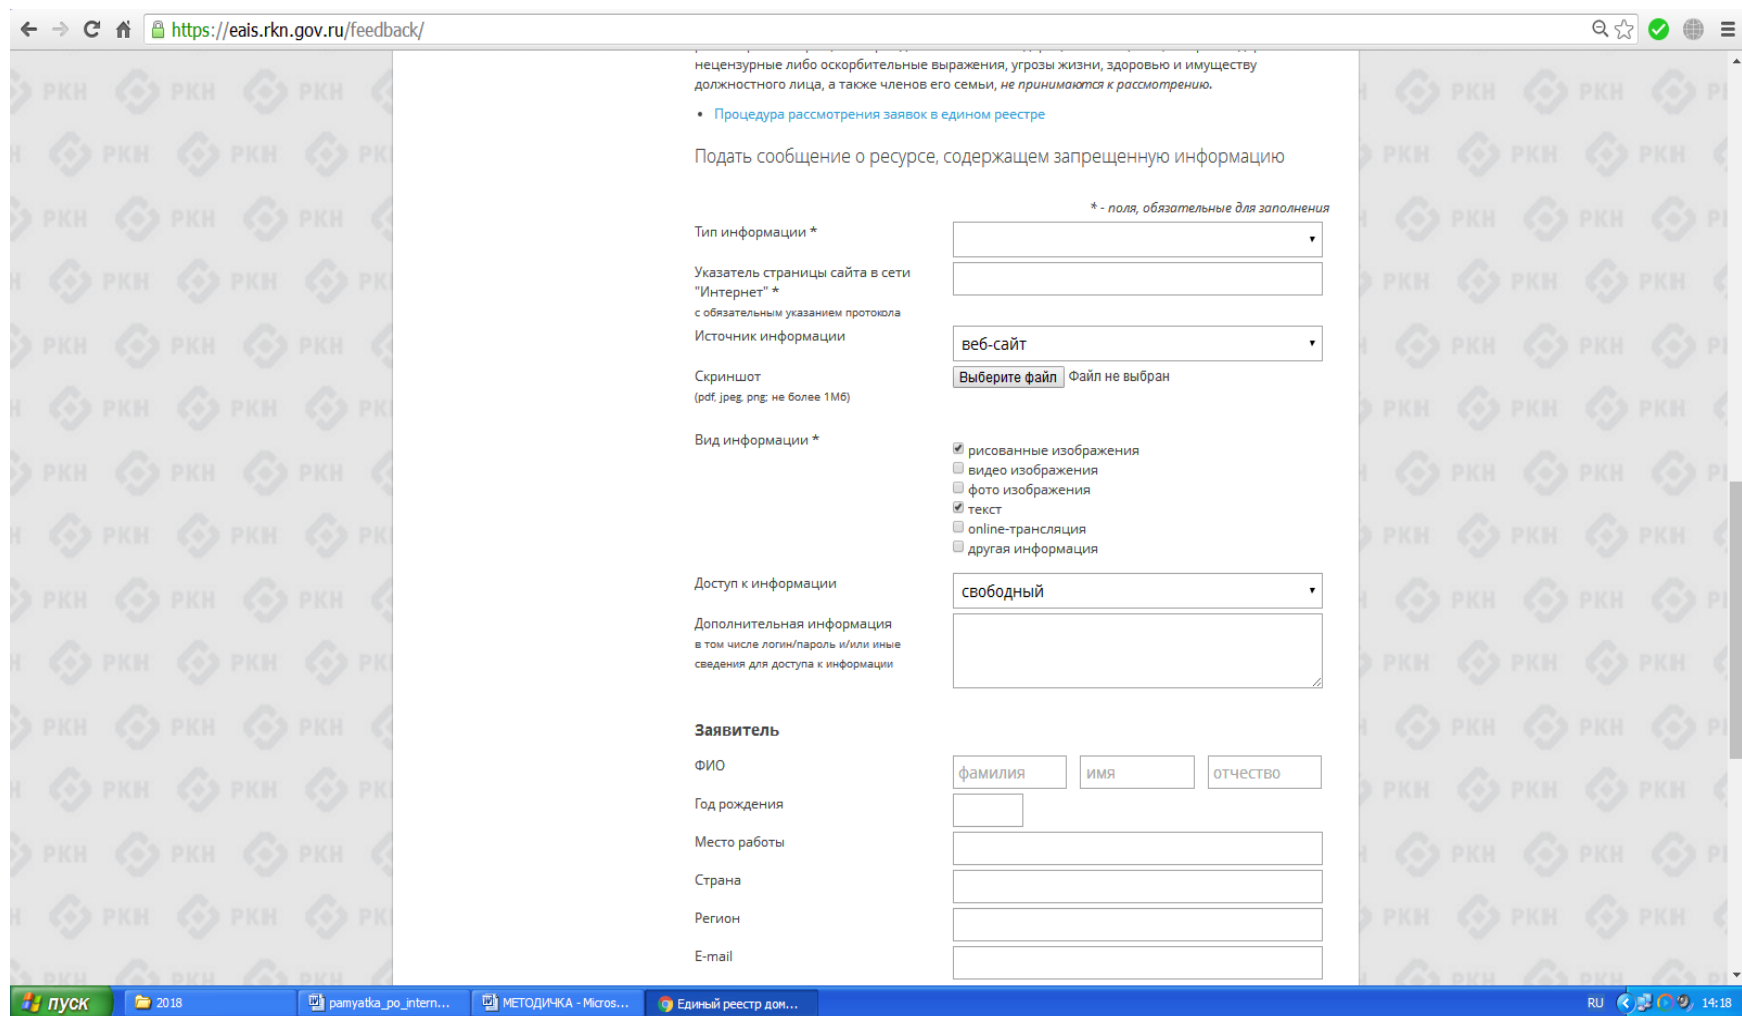 https://eais.rkn.gov.ru/feedback/
нецензурные либо оскорбительные выражения, угрозы жизни, здоровью и имуществу
должностного лица, а также членов его семьи, не принимаются к рассмотрению.
• Процедура рассмотрения заявок в едином реестре
Подать сообщение о ресурсе, содержащем запрещенную информацию
* - поля, обязательные для заполнения
Тип информации *
Указатель страницы сайта в сети
"Интернет" *
с обязательным указанием протокола
Источник информации
веб-сайт
Скриншот
(pdf, jpeg, png; не более 1Мб)
Выберите файл Файл не выбран
Вид информации *
рисованные изображения
видео изображения
фото изображения
текст
online-трансляция
другая информация
Доступ к информации
свободный
Дополнительная информация
в том числе логин/пароль и/или иные
сведения для доступа к информации
Заявитель
ФИО
фамилия имя отчество
Год рождения
Место работы
Страна
Регион
E-mail
РКН
пуск 2018 pamyatka_po_intern... МЕТОДИЧКА - Micros... Единый реестр дом... RU 14:18